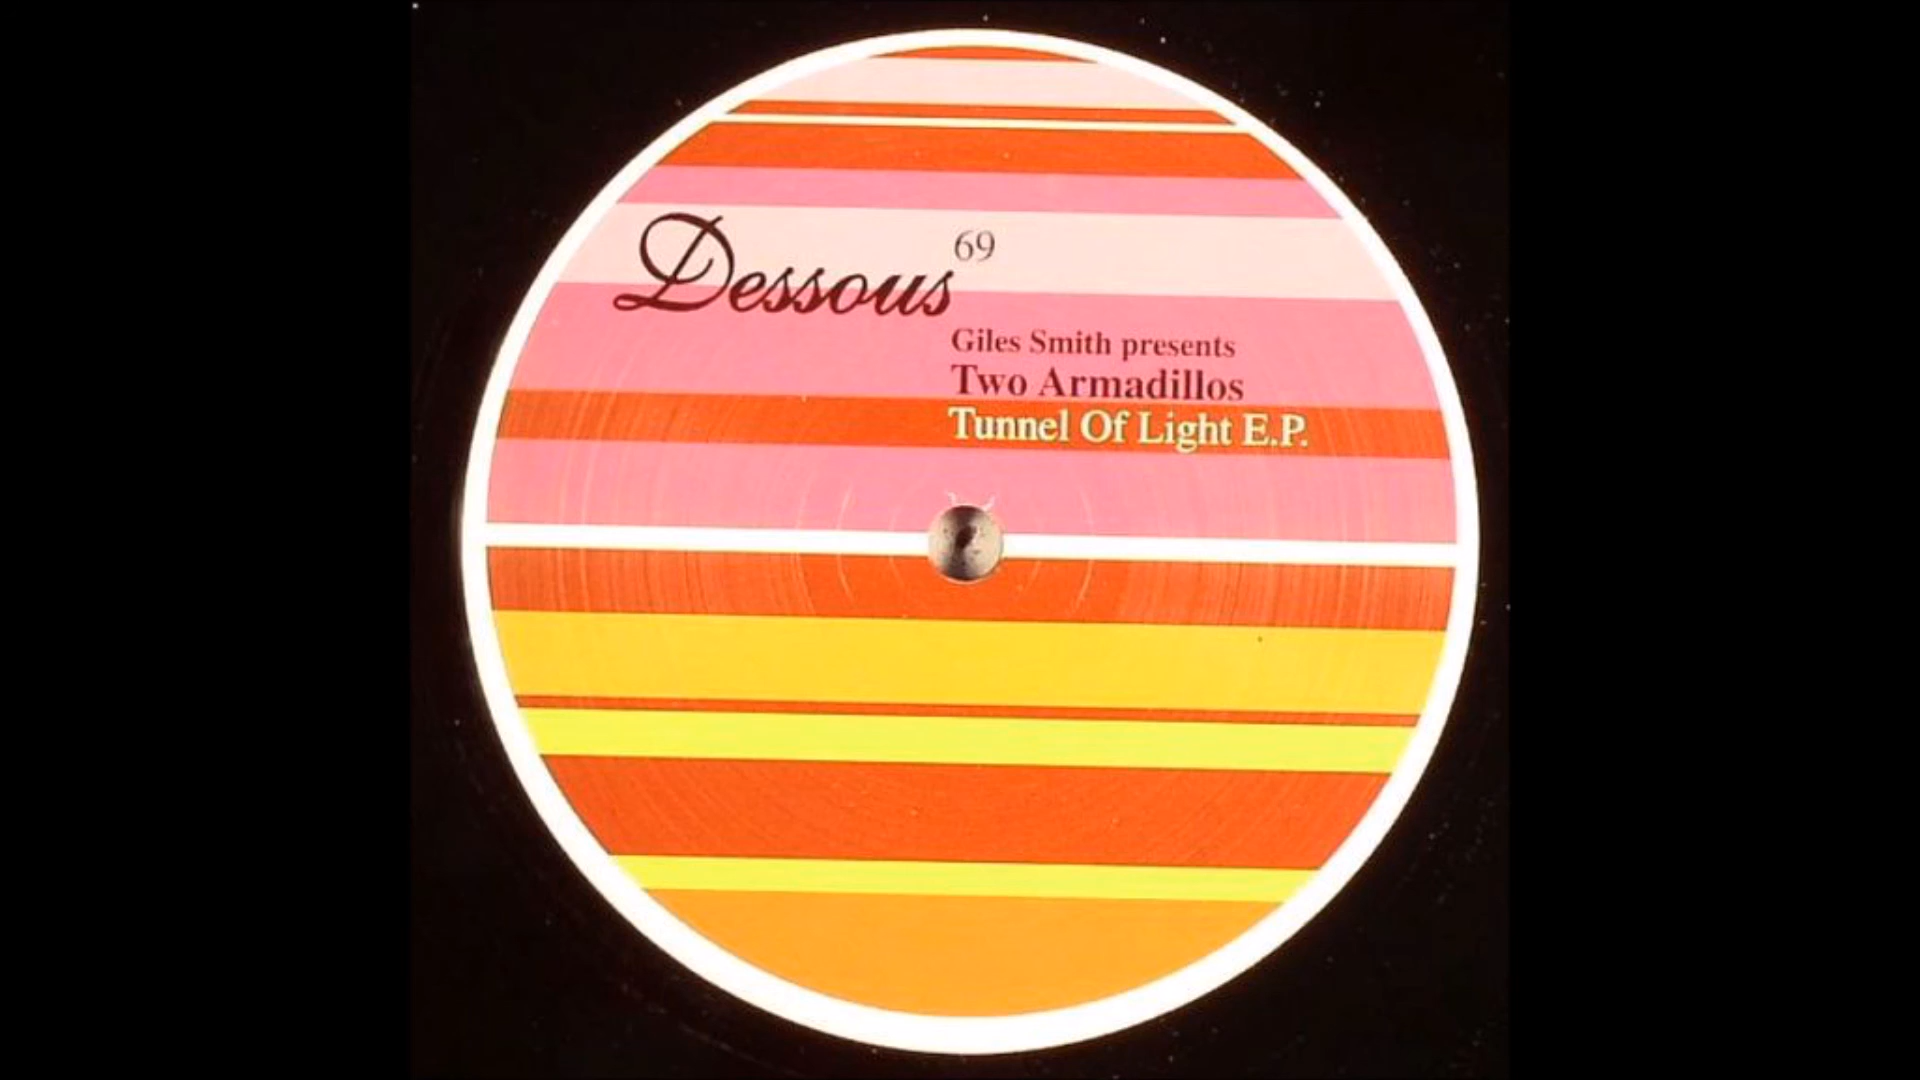 Dessous 69
Giles Smith presents
Two Armadillos
Tunnel Of Light E.P.